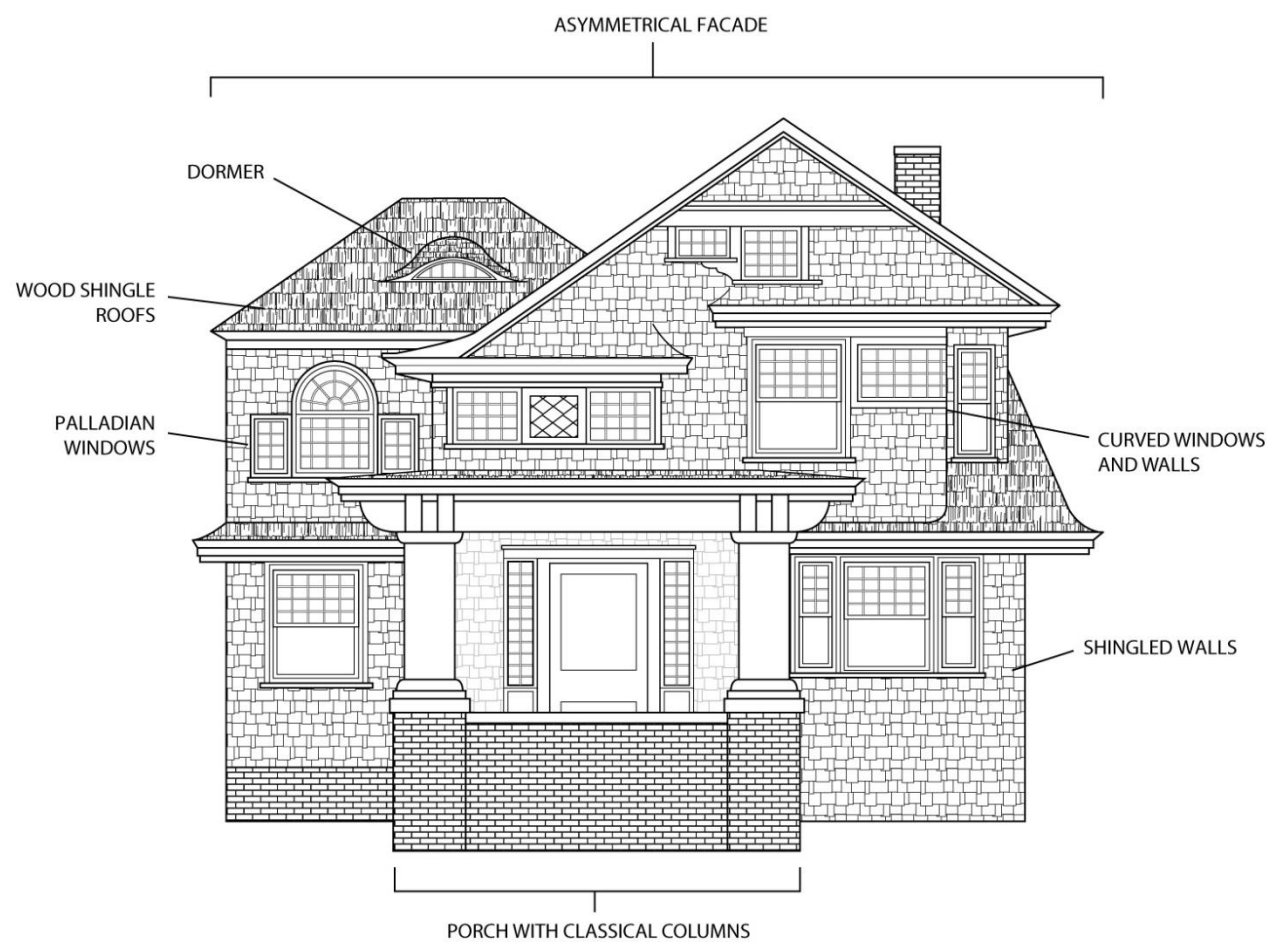 ASYMMETRICAL FACADE
DORMER
WOOD SHINGLE
ROOFS
PALLADIAN
WINDOWS
CURVED WINDOWS
AND WALLS
SHINGLED WALLS
PORCH WITH CLASSICAL COLUMNS